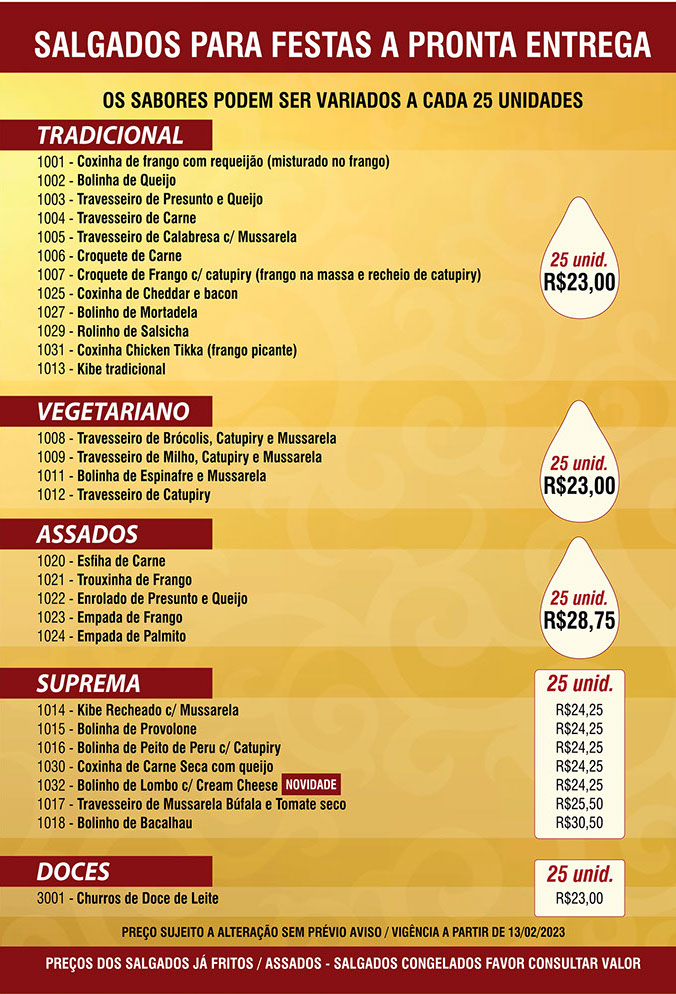 SALGADOS PARA FESTAS A PRONTA ENTREGA
OS SABORES PODEM SER VARIADOS A CADA 25 UNIDADES
TRADICIONAL
1001 - Coxinha de frango com requeijão (misturado no frango)
1002 - Bolinha de Queijo
1003 - Travesseiro de Presunto e Queijo
1004 - Travesseiro de Carne
1005 - Travesseiro de Calabresa c/ Mussarela
1006 - Croquete de Carne
1007 - Croquete de Frango c/ catupiry (frango na massa e recheio de catupiry)
1025 - Coxinha de Cheddar e bacon
1027 - Bolinho de Mortadela
1029 - Rolinho de Salsicha
1031 - Coxinha Chicken Tikka (frango picante)
1013 - Kibe tradicional
25 unid.
R$23,00
VEGETARIANO
1008 - Travesseiro de Brócolis, Catupiry e Mussarela
1009 - Travesseiro de Milho, Catupiry e Mussarela
1011 - Bolinha de Espinafre e Mussarela
1012 - Travesseiro de Catupiry
25 unid.
R$23,00
ASSADOS
1020 - Esfiha de Carne
1021 - Trouxinha de Frango
1022 - Enrolado de Presunto e Queijo
1023 - Empada de Frango
1024 - Empada de Palmito
25 unid.
R$28,75
SUPREMA
25 unid.
1014 - Kibe Recheado c/ Mussarela R$24,25
1015 - Bolinha de Provolone R$24,25
1016 - Bolinha de Peito de Peru c/ Catupiry R$24,25
1030 - Coxinha de Carne Seca com queijo R$24,25
1032 - Bolinho de Lombo c/ Cream Cheese NOVIDADE R$24,25
1017 - Travesseiro de Mussarela Búfala e Tomate seco R$25,50
1018 - Bolinho de Bacalhau R$30,50
DOCES
25 unid.
3001 - Churros de Doce de Leite R$23,00
PREÇO SUJEITO A ALTERAÇÃO SEM PRÉVIO AVISO / VIGÊNCIA A PARTIR DE 13/02/2023
PREÇOS DOS SALGADOS JÁ FRITOS / ASSADOS - SALGADOS CONGELADOS FAVOR CONSULTAR VALOR